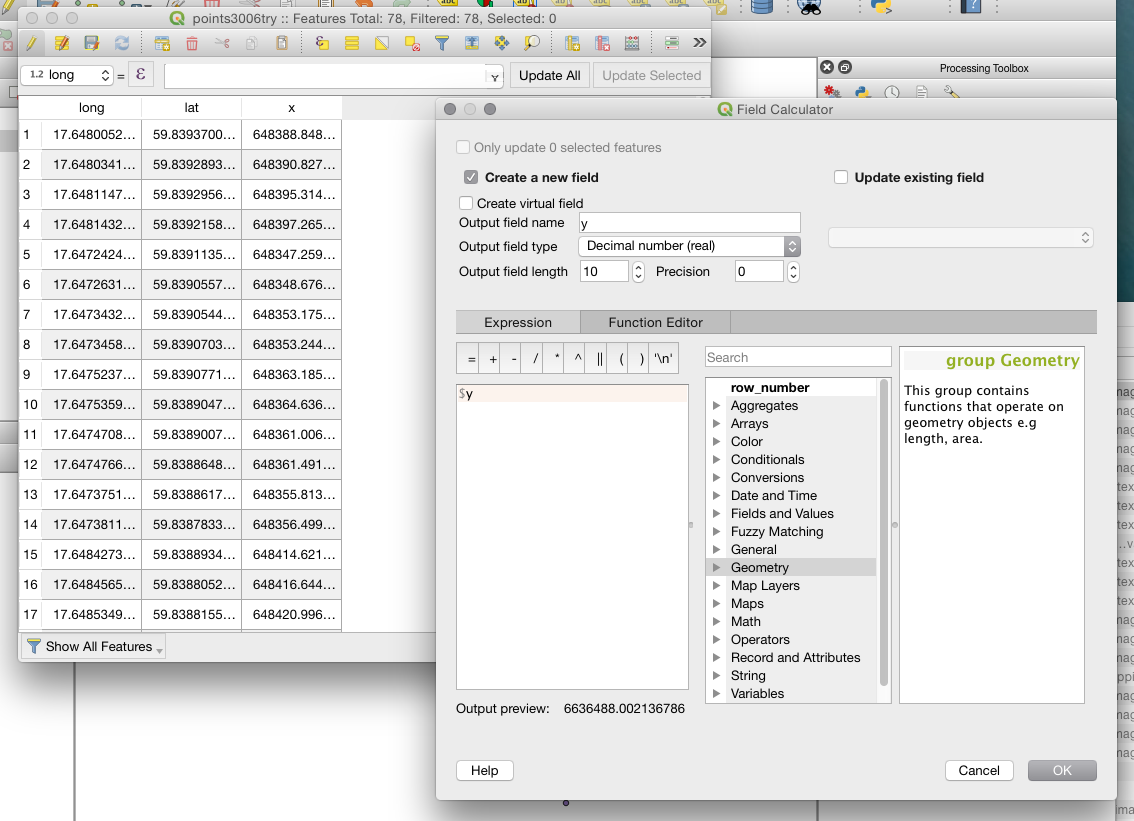 points3006try :: Features Total: 78, Filtered: 78, Selected: 0
1.2 long = ε Update All Update Selected
Processing Toolbox
long lat x
1 17.6480052... 59.8393700... 648388.848...
2 17.6480341... 59.8392893... 648390.827...
3 17.6481147... 59.8392956... 648395.314...
4 17.6481432... 59.8392158... 648397.265...
5 17.6472424... 59.8391135... 648347.259...
6 17.6472631... 59.8390557... 648348.676...
7 17.6473432... 59.8390544... 648353.175...
8 17.6473458... 59.8390703... 648353.244...
9 17.6475237... 59.8390771... 648363.185...
10 17.6475359... 59.8389047... 648364.636...
11 17.6474708... 59.8389007... 648361.006...
12 17.6474766... 59.8388648... 648361.491...
13 17.6473751... 59.8388617... 648355.813...
14 17.6473811... 59.8387833... 648356.499...
15 17.6484273... 59.8388934... 648414.621...
16 17.6484565... 59.8388052... 648416.644...
17 17.6485349... 59.8388155... 648420.996...
Show All Features
Field Calculator
Only update 0 selected features
Create a new field
Update existing field
Create virtual field
Output field name y
Output field type Decimal number (real)
Output field length 10 Precision 0
Expression Function Editor
= + - / * ^ || ( ) '\n'
$y
Search
row_number
Aggregates
Arrays
Color
Conditionals
Conversions
Date and Time
Fields and Values
Fuzzy Matching
General
Geometry
Map Layers
Maps
Math
Operators
Record and Attributes
String
Variables
group Geometry
This group contains
functions that operate on
geometry objects e.g
length, area.
Output preview: 6636488.002136786
Help Cancel OK